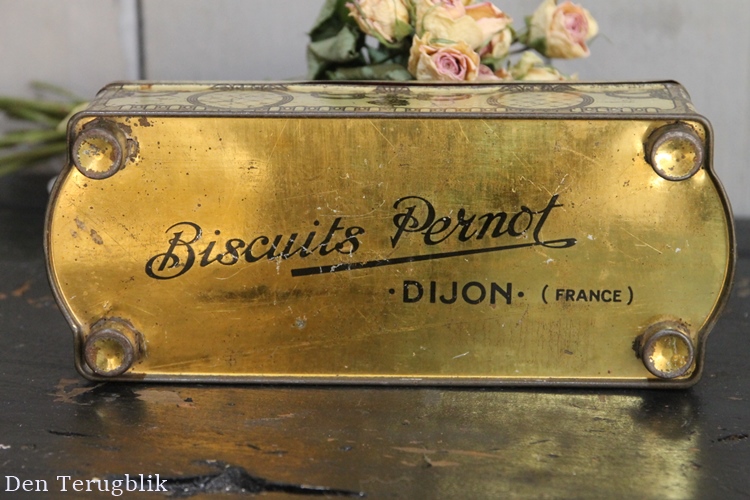 Biscuits Pernot
·DIJON· (FRANCE)
Den Terugblik